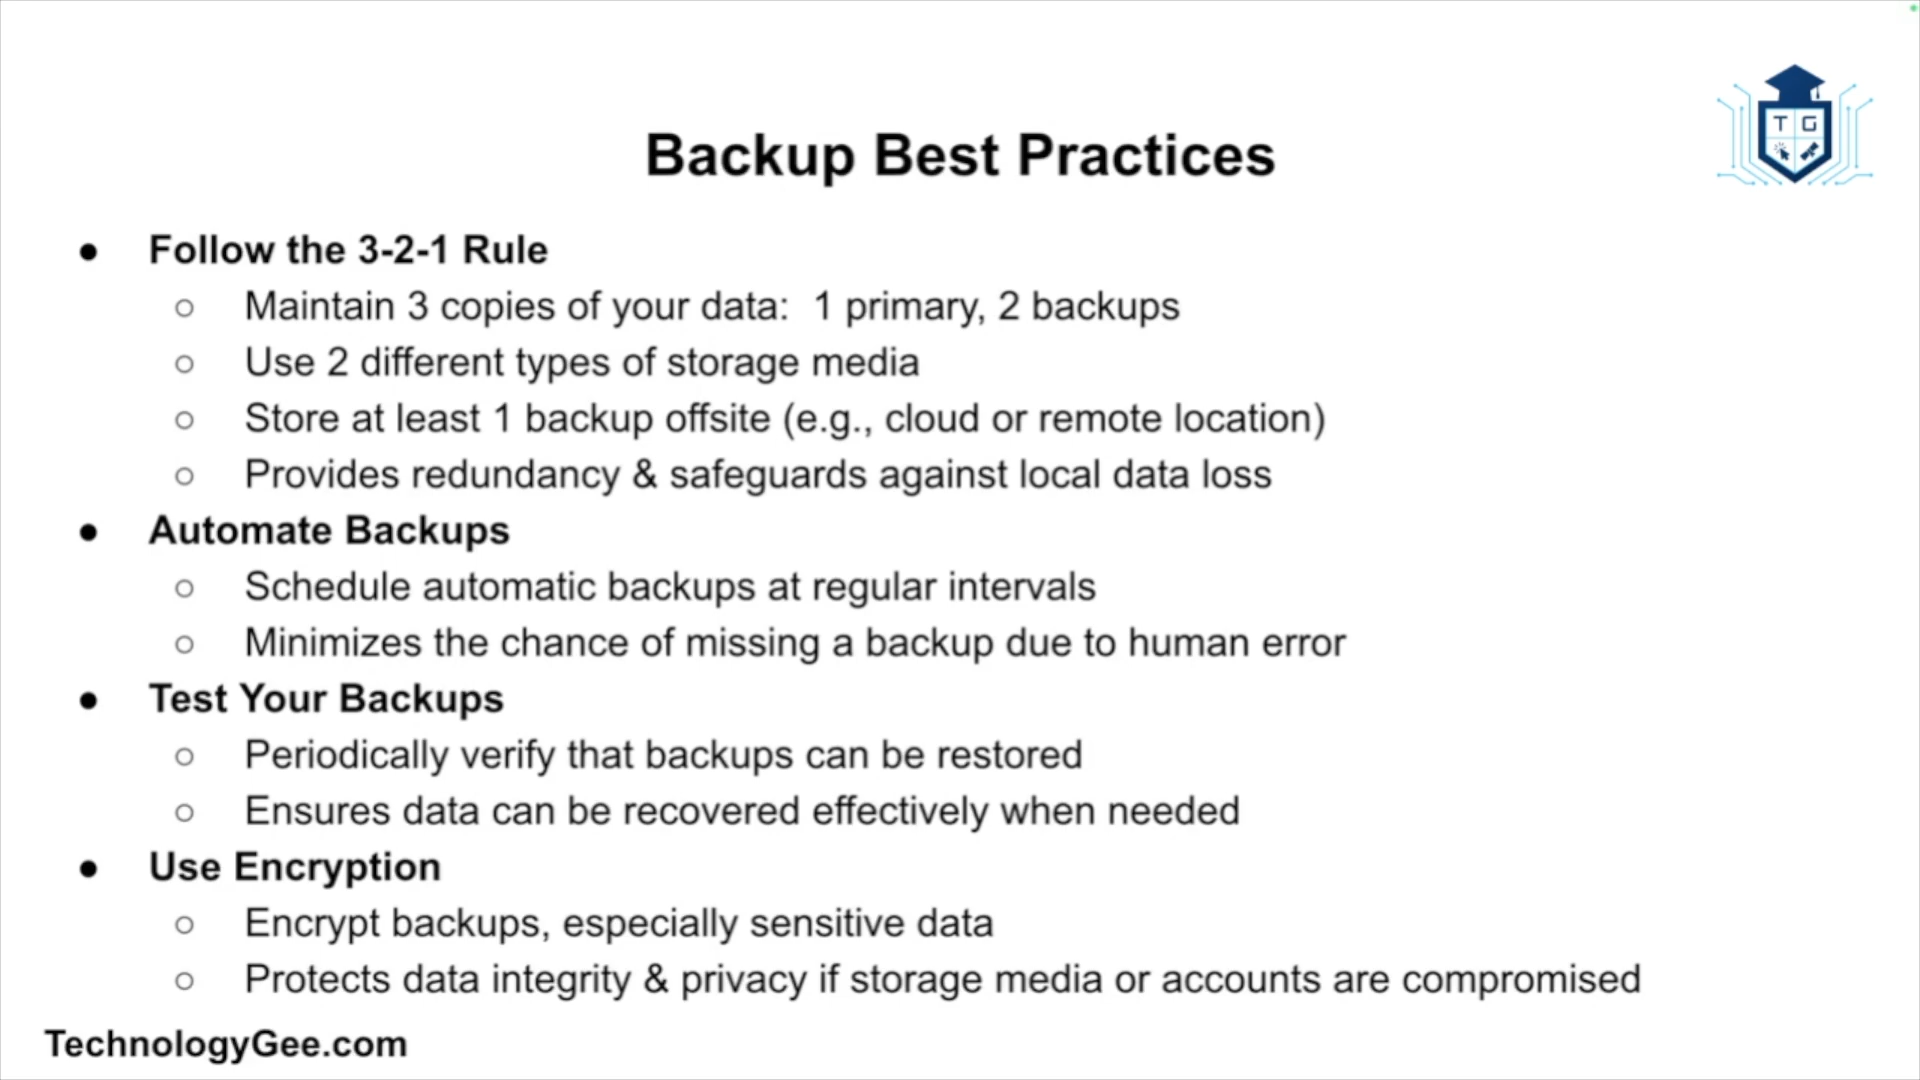 T G
Backup Best Practices
● Follow the 3-2-1 Rule
○ Maintain 3 copies of your data:  1 primary, 2 backups
○ Use 2 different types of storage media
○ Store at least 1 backup offsite (e.g., cloud or remote location)
○ Provides redundancy & safeguards against local data loss
● Automate Backups
○ Schedule automatic backups at regular intervals
○ Minimizes the chance of missing a backup due to human error
● Test Your Backups
○ Periodically verify that backups can be restored
○ Ensures data can be recovered effectively when needed
● Use Encryption
○ Encrypt backups, especially sensitive data
○ Protects data integrity & privacy if storage media or accounts are compromised
TechnologyGee.com